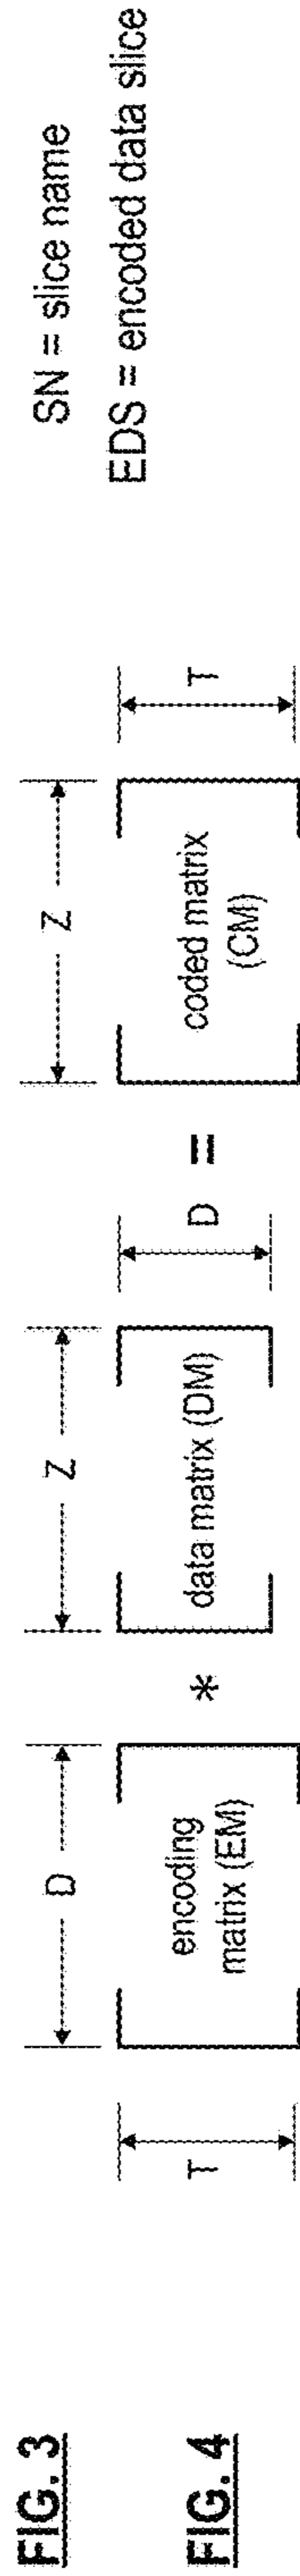 FIG. 3
SN = slice name
EDS = encoded data slice
FIG. 4
T
D
encoding
matrix (EM)
*
Z
data matrix (DM)
D
=
Z
coded matrix
(CM)
T